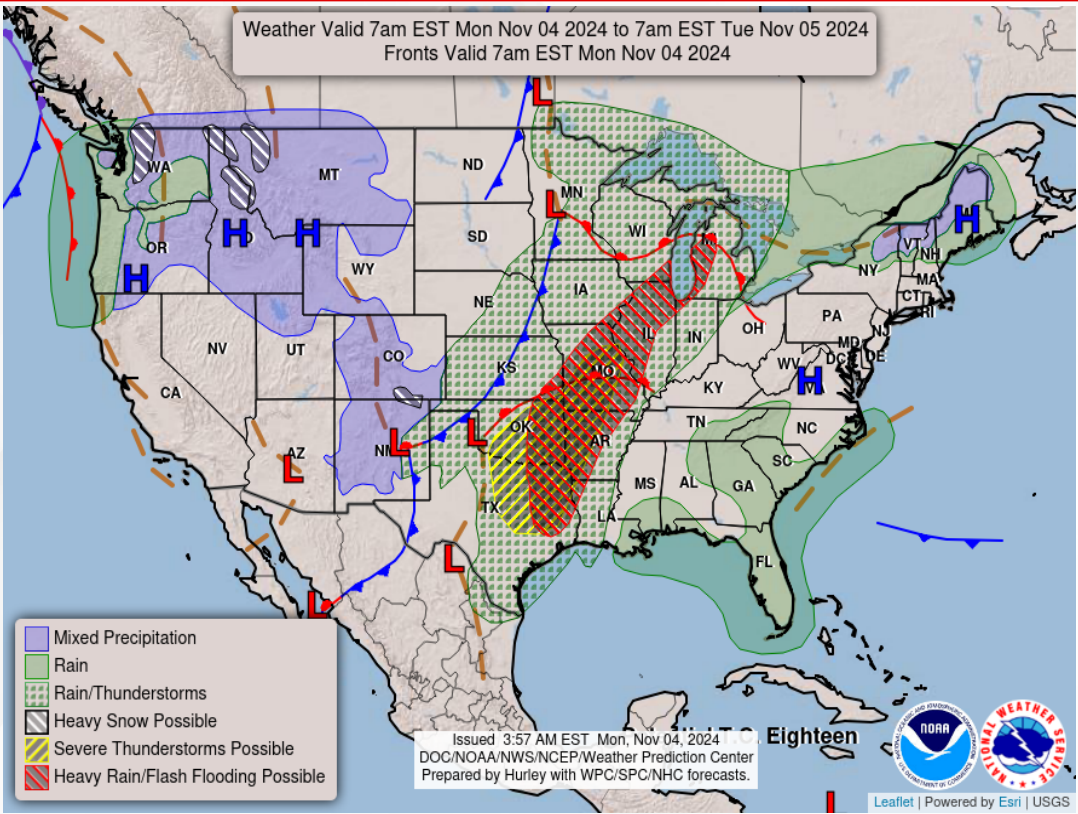 Weather Valid 7am EST Mon Nov 04 2024 to 7am EST Tue Nov 05 2024
Fronts Valid 7am EST Mon Nov 04 2024
L
WA
MT
ND
MN
H
H
H
OR
L
WI
SD
WY
VT
H
NH
NY
MA
CT
RI
IA
NE
NV
UT
CO
IL
IN
OH
PA
NJ
MD
DE
DC
WV
H
CA
KS
MO
KY
AZ
L
NM
L
L
OK
AR
TN
NC
SC
MS
AL
GA
TX
LA
L
FL
L
Mixed Precipitation
Rain
Rain/Thunderstorms
Heavy Snow Possible
Severe Thunderstorms Possible
Heavy Rain/Flash Flooding Possible
T.C. Eighteen
Issued 3:57 AM EST Mon, Nov 04, 2024
DOC/NOAA/NWS/NCEP/Weather Prediction Center
Prepared by Hurley with WPC/SPC/NHC forecasts.
NOAA
NATIONAL WEATHER SERVICE
L
Leaflet | Powered by Esri | USGS